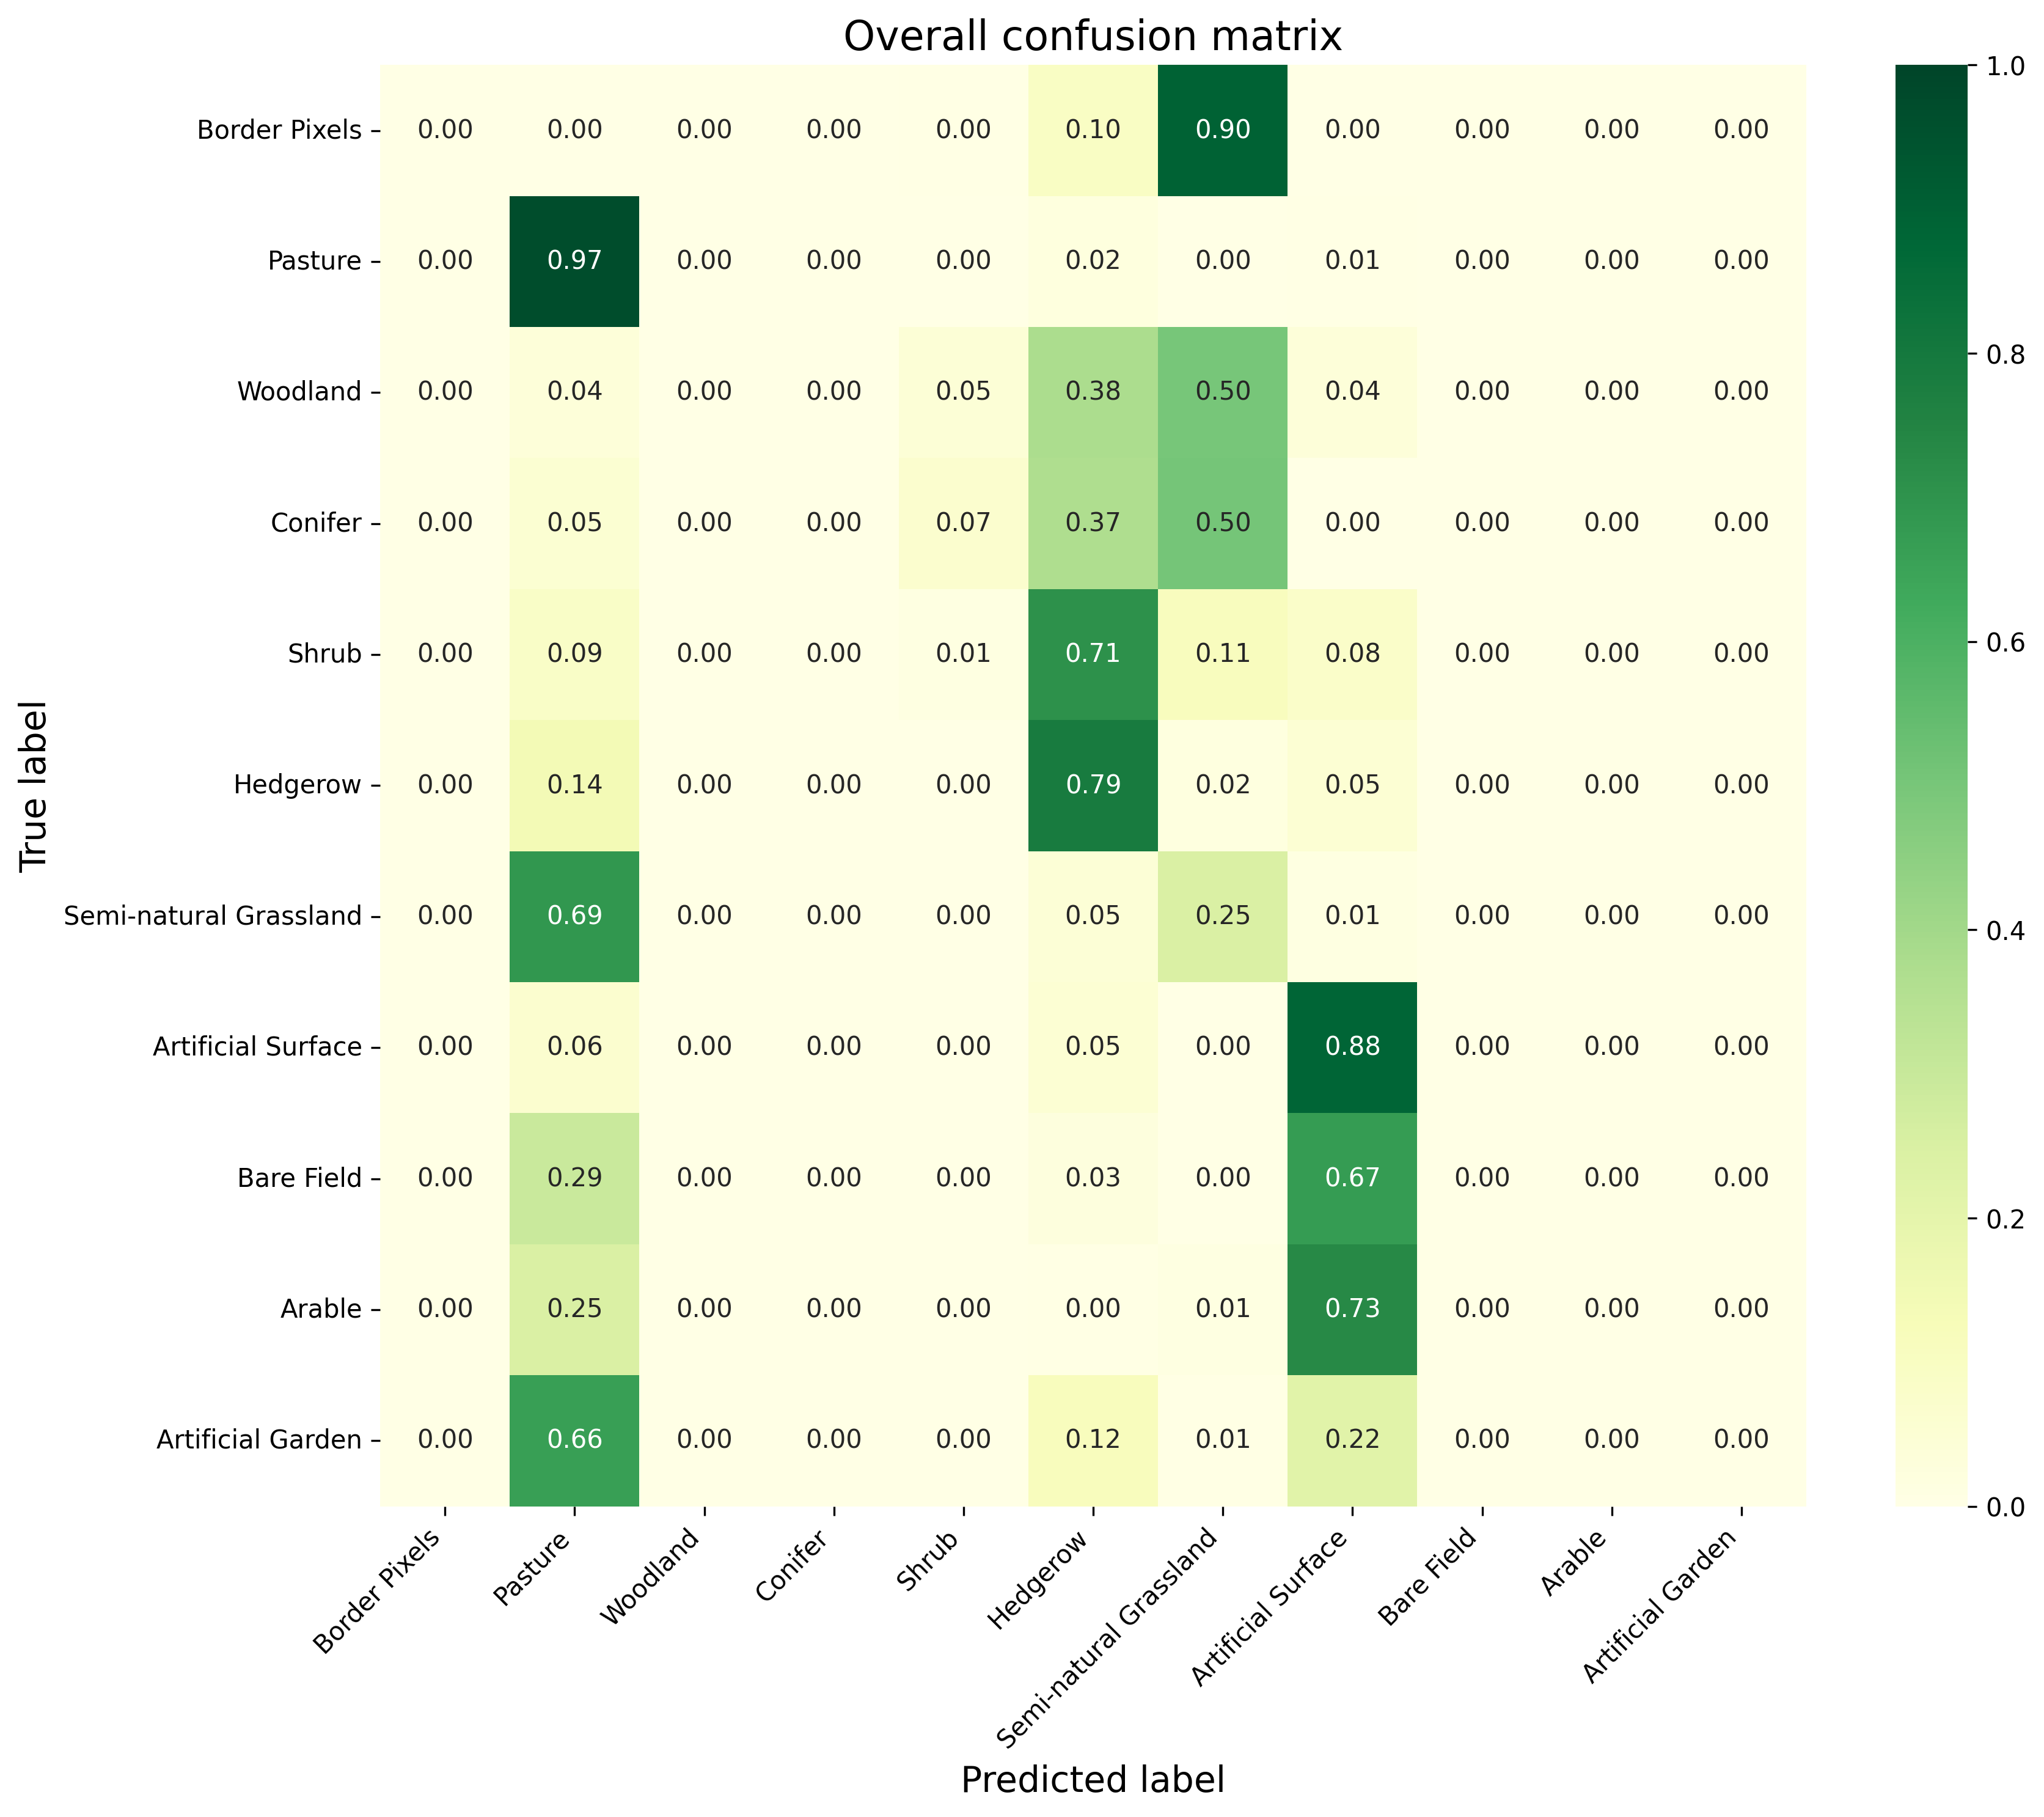 Overall confusion matrix
True label
Border Pixels 0.00 0.00 0.00 0.00 0.00 0.10 0.90 0.00 0.00 0.00 0.00
Pasture 0.00 0.97 0.00 0.00 0.00 0.02 0.00 0.01 0.00 0.00 0.00
Woodland 0.00 0.04 0.00 0.00 0.05 0.38 0.50 0.04 0.00 0.00 0.00
Conifer 0.00 0.05 0.00 0.00 0.07 0.37 0.50 0.00 0.00 0.00 0.00
Shrub 0.00 0.09 0.00 0.00 0.01 0.71 0.11 0.08 0.00 0.00 0.00
Hedgerow 0.00 0.14 0.00 0.00 0.00 0.79 0.02 0.05 0.00 0.00 0.00
Semi-natural Grassland 0.00 0.69 0.00 0.00 0.00 0.05 0.25 0.01 0.00 0.00 0.00
Artificial Surface 0.00 0.06 0.00 0.00 0.00 0.05 0.00 0.88 0.00 0.00 0.00
Bare Field 0.00 0.29 0.00 0.00 0.00 0.03 0.00 0.67 0.00 0.00 0.00
Arable 0.00 0.25 0.00 0.00 0.00 0.00 0.01 0.73 0.00 0.00 0.00
Artificial Garden 0.00 0.66 0.00 0.00 0.00 0.12 0.01 0.22 0.00 0.00 0.00
Border Pixels
Pasture
Woodland
Conifer
Shrub
Hedgerow
Semi-natural Grassland
Artificial Surface
Bare Field
Arable
Artificial Garden
Predicted label
1.0
0.8
0.6
0.4
0.2
0.0